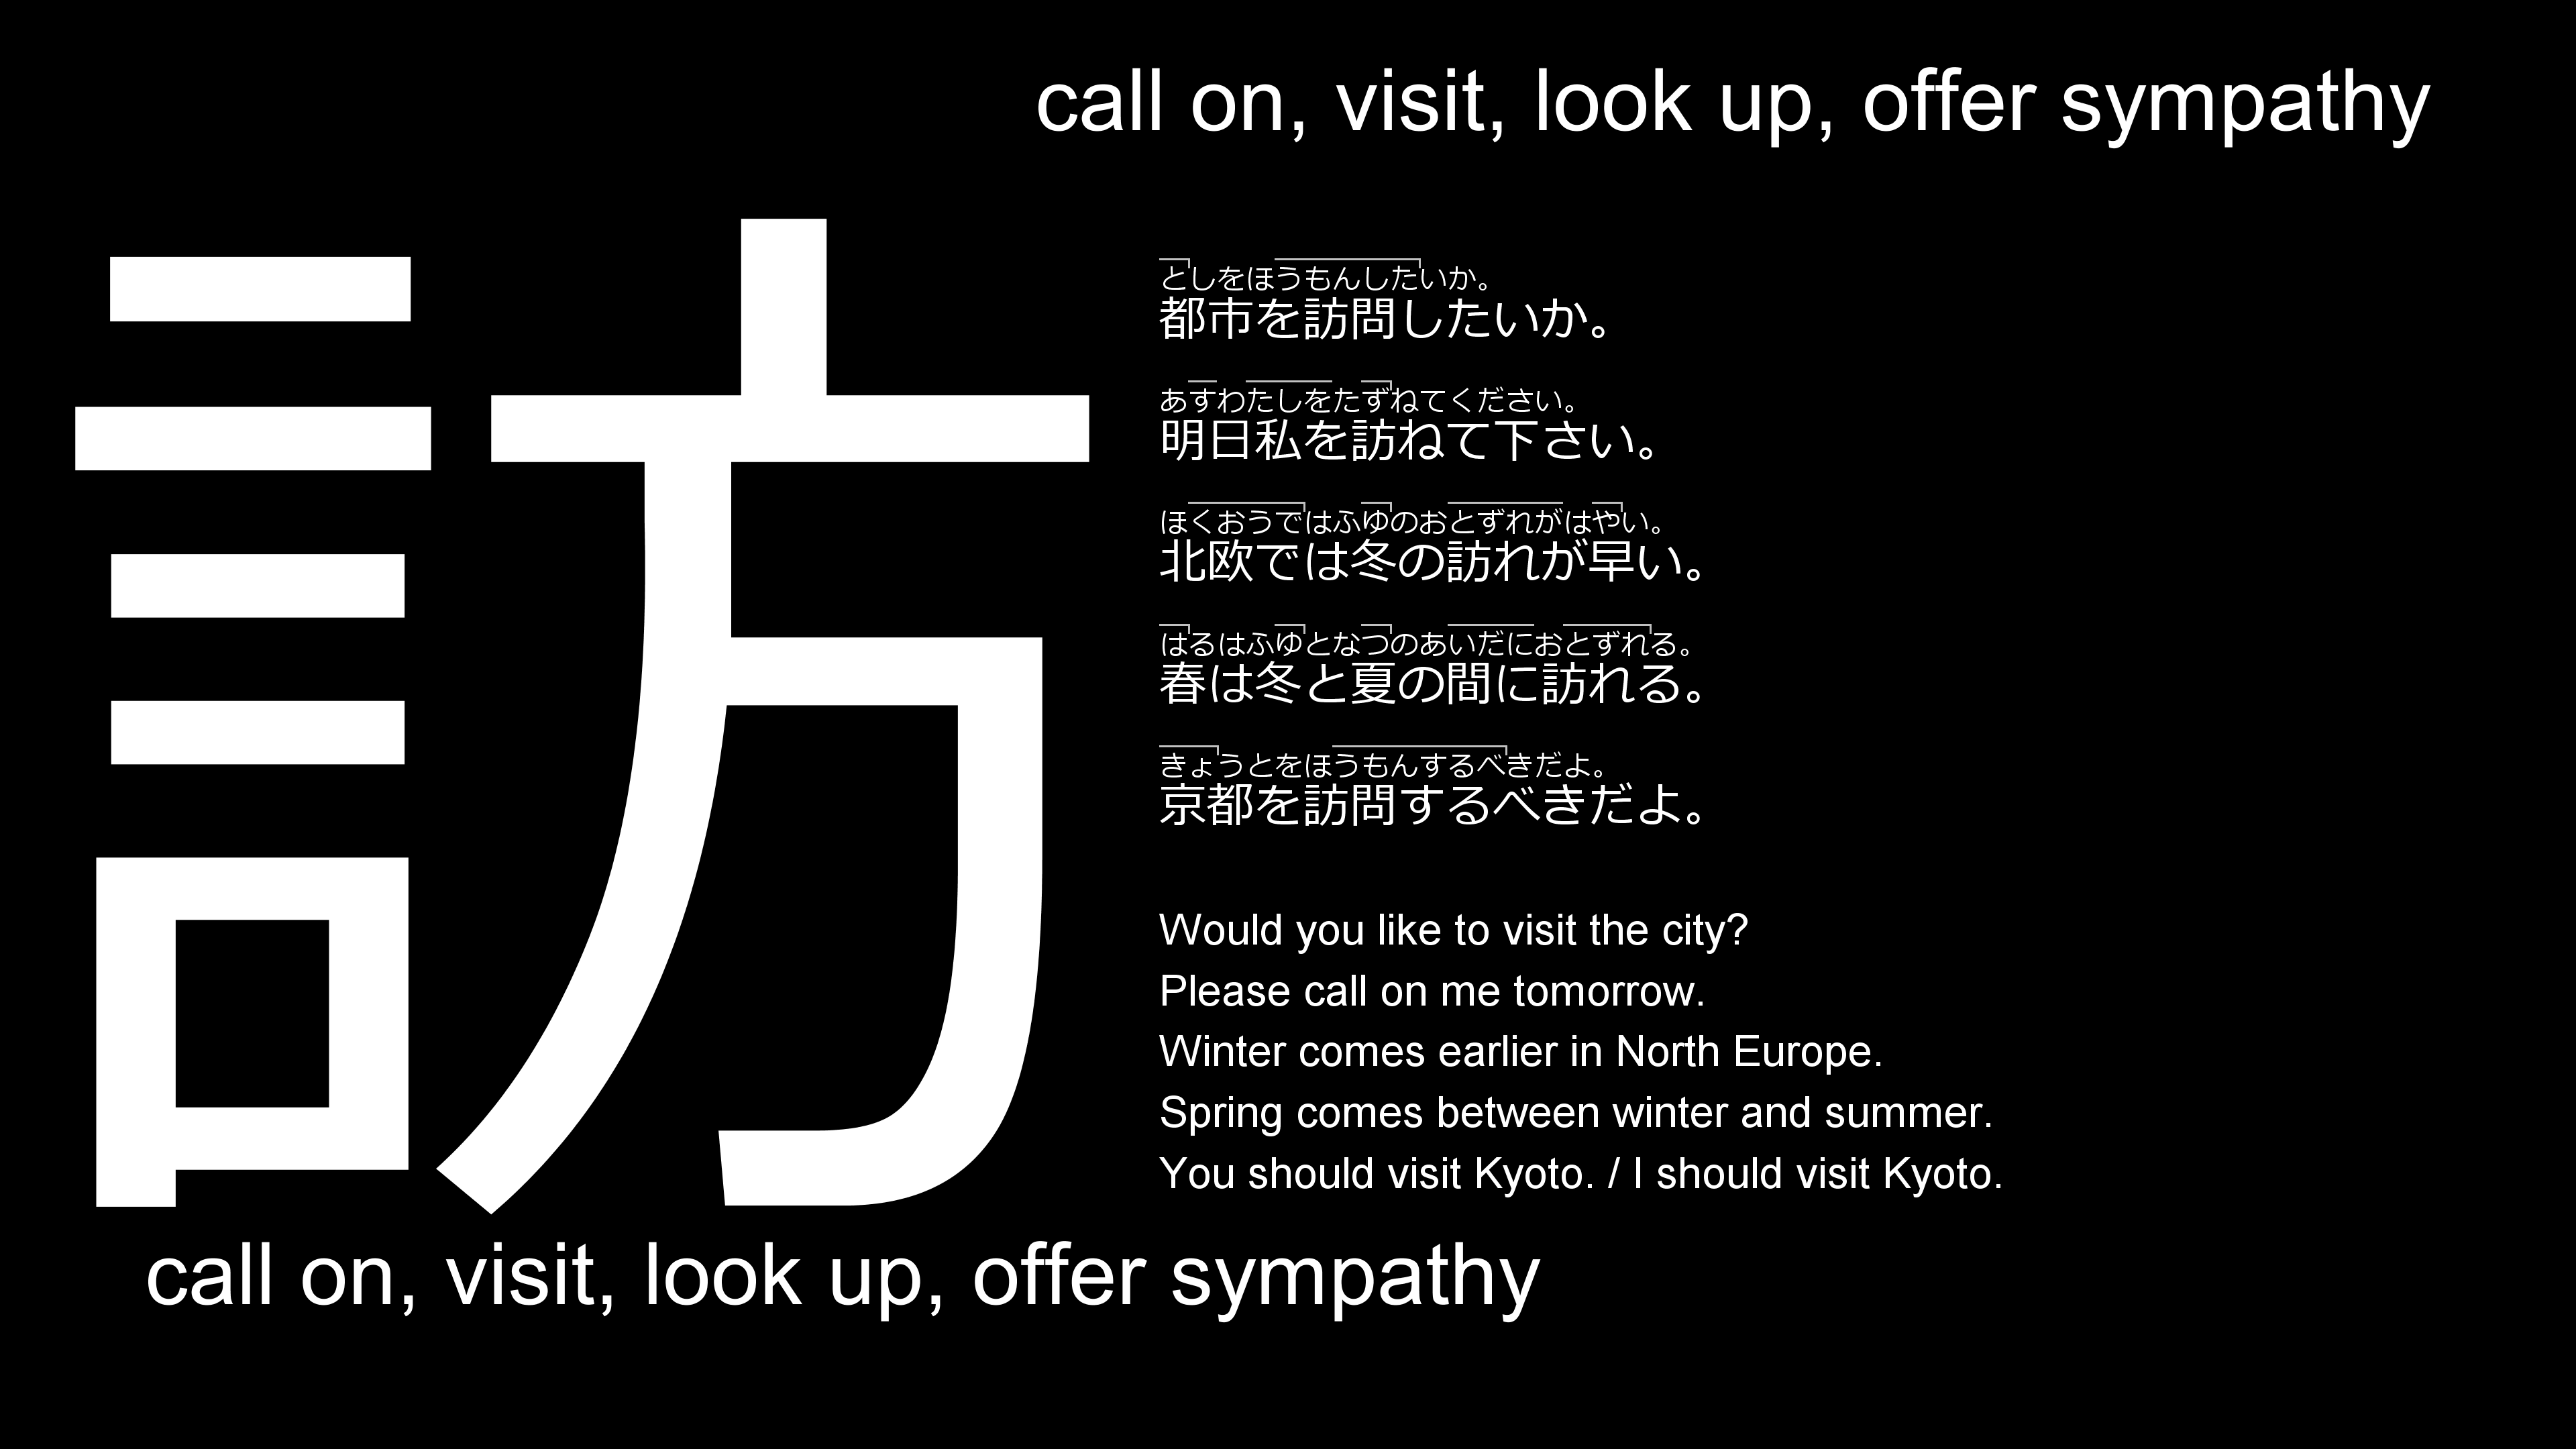 call on, visit, look up, offer sympathy
訪
としをほうもんしたいか。
都市を訪問したいか。
あすわたしをたずねてください。
明日私を訪ねて下さい。
ほくおうではふゆのおとずれがはやい。
北欧では冬の訪れが早い。
はるはふゆとなつのあいだにおとずれる。
春は冬と夏の間に訪れる。
きょうとをほうもんするべきだよ。
京都を訪問するべきだよ。
Would you like to visit the city?
Please call on me tomorrow.
Winter comes earlier in North Europe.
Spring comes between winter and summer.
You should visit Kyoto. / I should visit Kyoto.
call on, visit, look up, offer sympathy